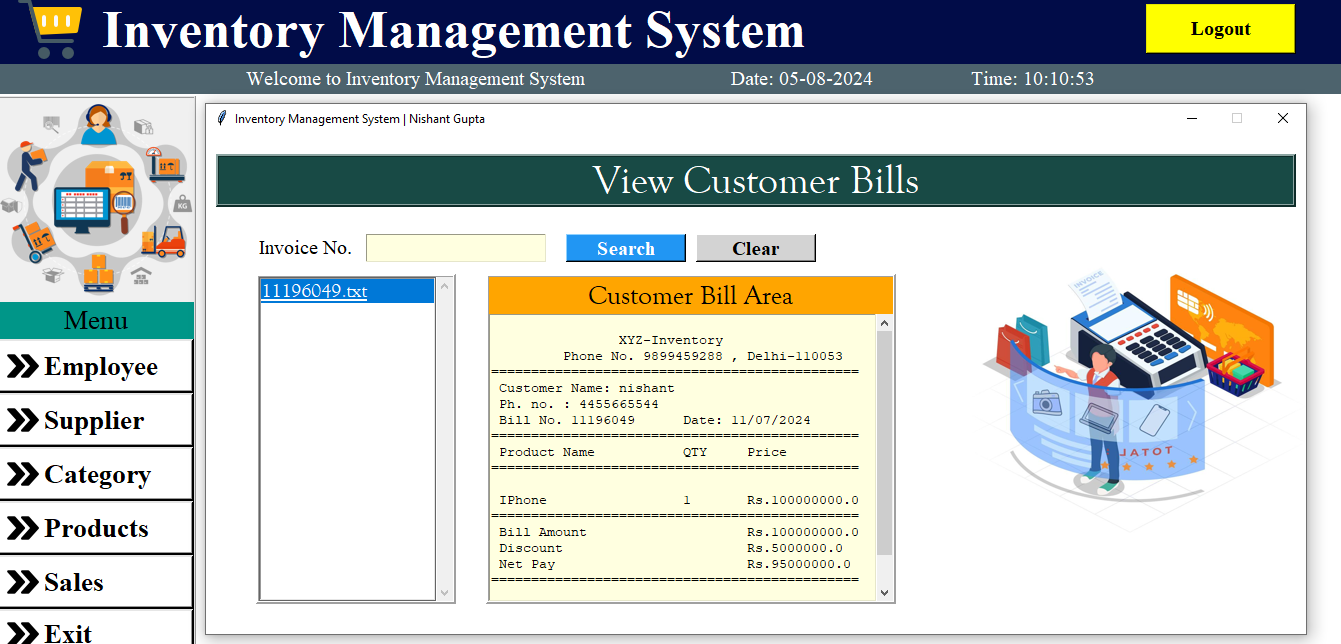 Inventory Management System
Logout
Welcome to Inventory Management System Date: 05-08-2024 Time: 10:10:53
Inventory Management System | Nishant Gupta
View Customer Bills
Invoice No. Search Clear
11196049.txt
Customer Bill Area
XYZ-Inventory
Phone No. 9899459288 , Delhi-110053
==============================================
Customer Name: nishant
Ph. no. : 4455665544
Bill No. 11196049 Date: 11/07/2024
==============================================
Product Name QTY Price
==============================================
IPhone 1 Rs.100000000.0
==============================================
Bill Amount Rs.100000000.0
Discount Rs.5000000.0
Net Pay Rs.95000000.0
==============================================
INVOICE
JATOT
KG
Menu
Employee
Supplier
Category
Products
Sales
Exit